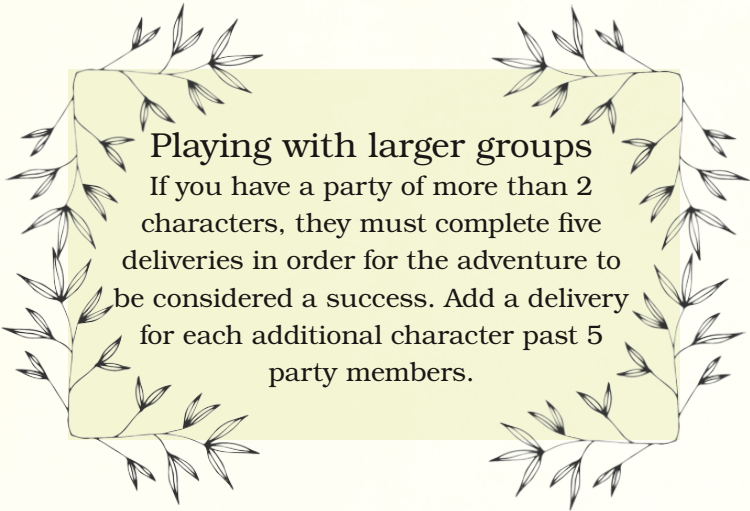 Playing with larger groups
If you have a party of more than 2
characters, they must complete five
deliveries in order for the adventure to
be considered a success. Add a delivery
for each additional character past 5
party members.